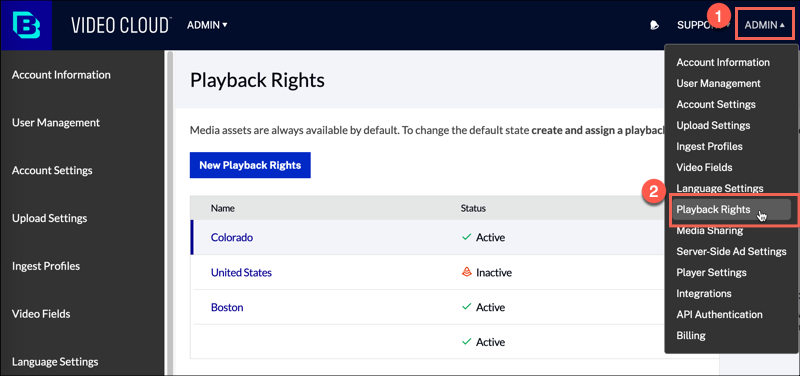 VIDEO CLOUD™ ADMIN ▾ SUPPO 1 ADMIN ▴
Account Information
User Management
Account Settings
Upload Settings
Ingest Profiles
Video Fields
Language Settings
Playback Rights
Media assets are always available by default. To change the default state create and assign a playback
New Playback Rights
Name Status
Colorado Active
United States Inactive
Boston Active
Active
Account Information
User Management
Account Settings
Upload Settings
Ingest Profiles
Video Fields
Language Settings
2 Playback Rights
Media Sharing
Server-Side Ad Settings
Player Settings
Integrations
API Authentication
Billing